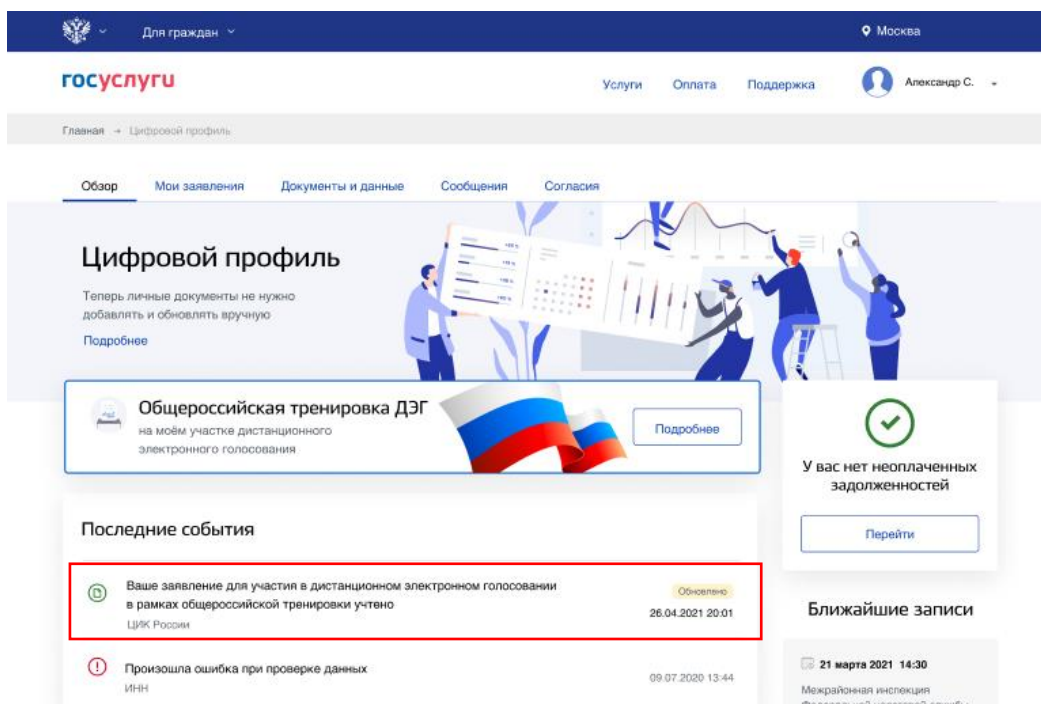 Для граждан
Москва
госуслуги
Услуги Оплата Поддержка Александр С.
Главная → Цифровой профиль
Обзор Мои заявления Документы и данные Сообщения Согласия
Цифровой профиль
Теперь личные документы не нужно
добавлять и обновлять вручную
Подробнее
Общероссийская тренировка ДЭГ
на моём участке дистанционного
электронного голосования
Подробнее
У вас нет неоплаченных
задолженностей
Перейти
Последние события
Ваше заявление для участия в дистанционном электронном голосовании
в рамках общероссийской тренировки учтено
ЦИК России
Обновлено
26.04.2021 20:01
Произошла ошибка при проверке данных
ИНН
09.07.2020 13:44
Ближайшие записи
21 марта 2021 14:30
Межрайонная инспекция